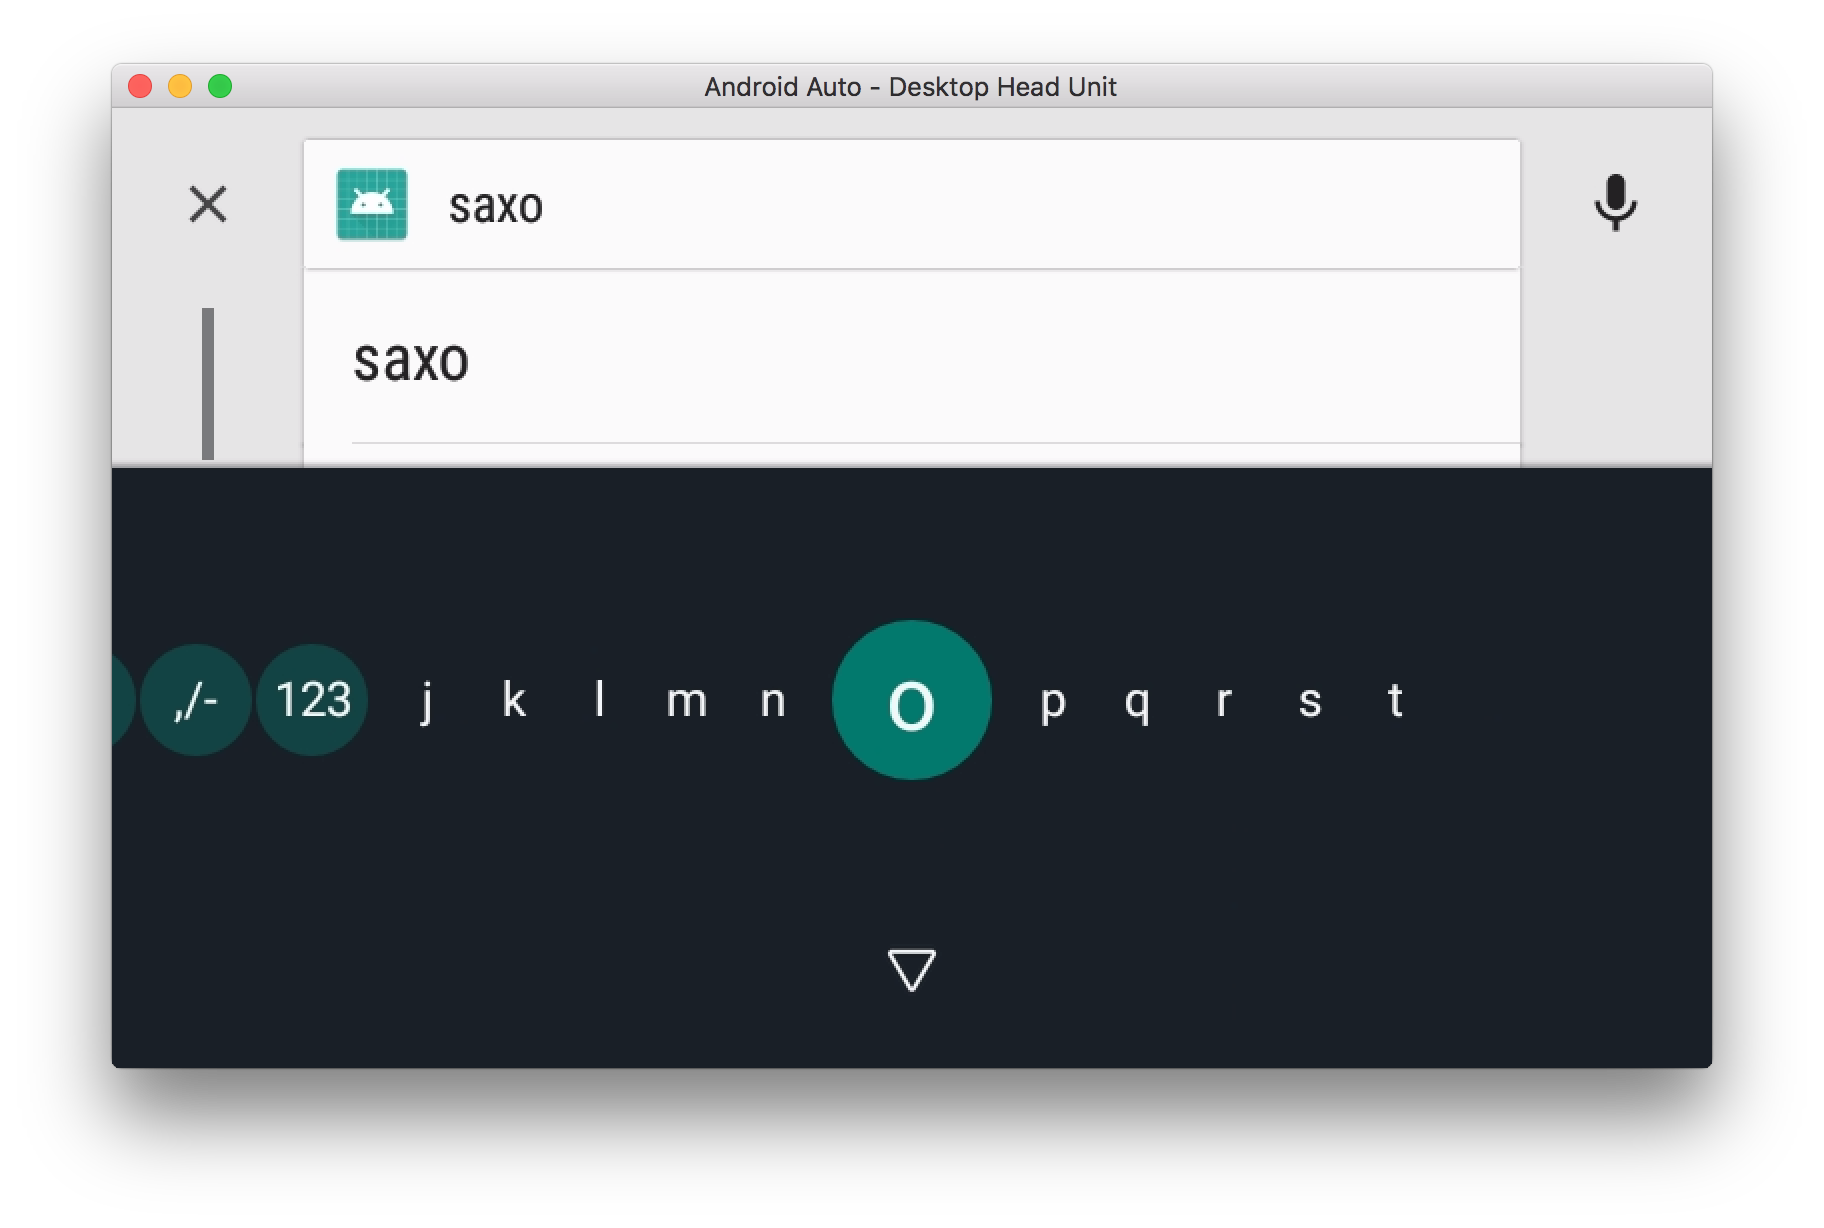 Android Auto - Desktop Head Unit
saxo
saxo
,/- 123 j k l m n o p q r s t